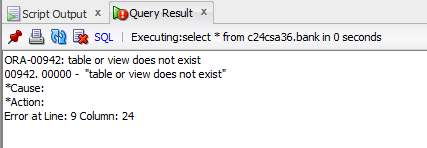 Script Output x Query Result x
SQL | Executing:select * from c24csa36.bank in 0 seconds
ORA-00942: table or view does not exist
00942. 00000 - "table or view does not exist"
*Cause:
*Action:
Error at Line: 9 Column: 24